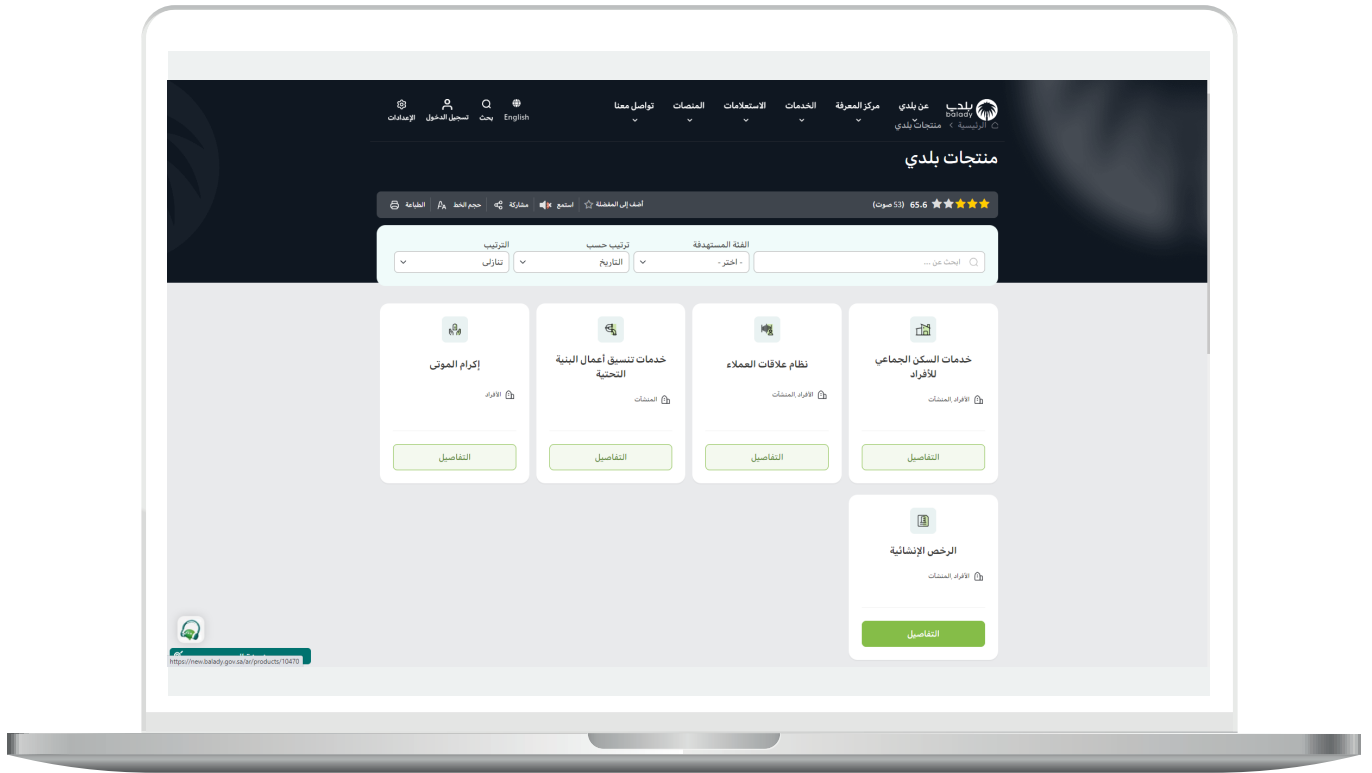 بلدي
balady
عن بلدي
مركز المعرفة
الخدمات
الاستعلامات
المنصات
تواصل معنا
English
بحث
تسجيل الدخول
الإعدادات
الرئيسية > منتجات بلدي
منتجات بلدي
65.6 (53 صوت)
أضف إلى المفضلة
استمع
مشاركة
حجم الخط
الطباعة
الفئة المستهدفة
ترتيب حسب
الترتيب
ابحث عن ...
- اختر -
التاريخ
تنازلي
خدمات السكن الجماعي
للأفراد
الأفراد ,المنشآت
التفاصيل
نظام علاقات العملاء
الأفراد ,المنشآت
التفاصيل
خدمات تنسيق أعمال البنية
التحتية
المنشآت
التفاصيل
إكرام الموتى
الأفراد
التفاصيل
الرخص الإنشائية
الأفراد ,المنشآت
التفاصيل
https://new.balady.gov.sa/ar/products/10470